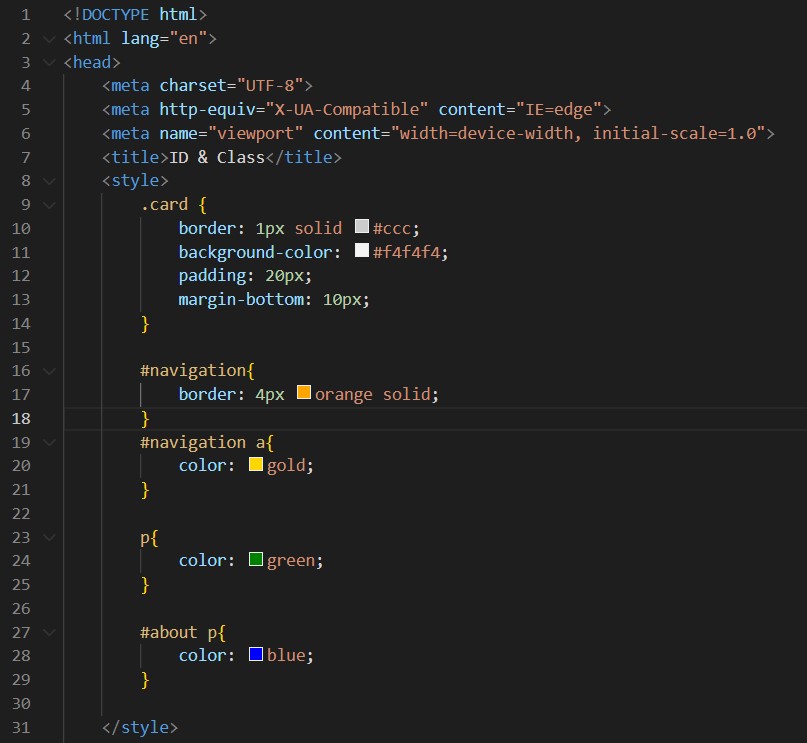 1 <!DOCTYPE html>
2 <html lang="en">
3 <head>
4     <meta charset="UTF-8">
5     <meta http-equiv="X-UA-Compatible" content="IE=edge">
6     <meta name="viewport" content="width=device-width, initial-scale=1.0">
7     <title>ID & Class</title>
8     <style>
9         .card {
10             border: 1px solid #ccc;
11             background-color: #f4f4f4;
12             padding: 20px;
13             margin-bottom: 10px;
14         }
15
16         #navigation{
17             border: 4px orange solid;
18         }
19         #navigation a{
20             color: gold;
21         }
22
23         p{
24             color: green;
25         }
26
27         #about p{
28             color: blue;
29         }
30
31     </style>